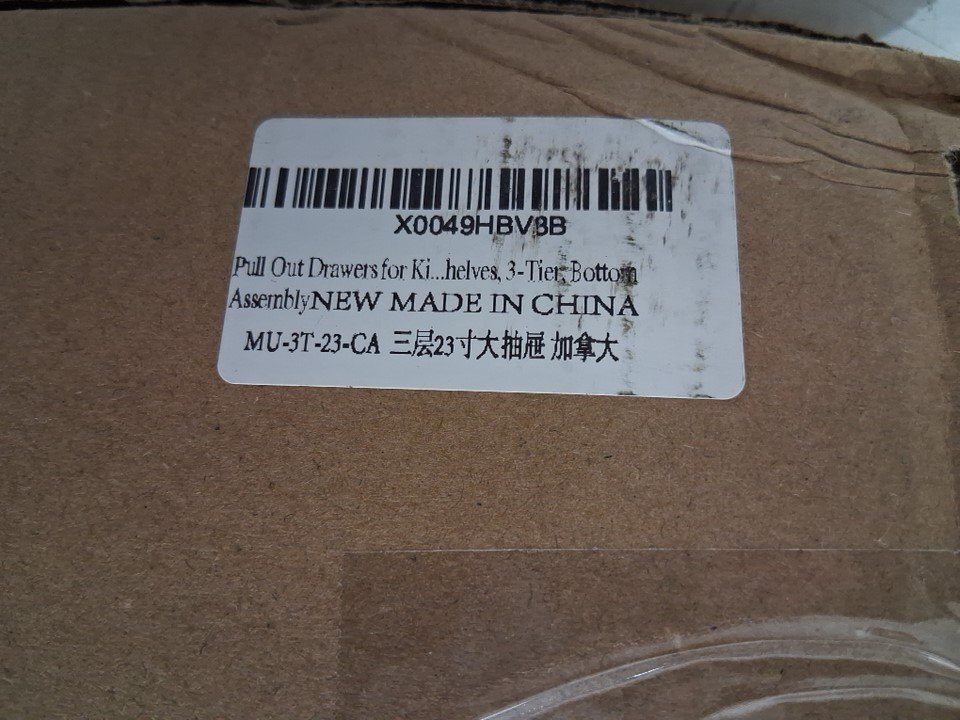 X0049HBV3B
Pull Out Drawers for Ki...helves, 3-Tier, Bottom
AssemblyNEW MADE IN CHINA
MU-3T-23-CA 三层23寸大抽屉 加拿大